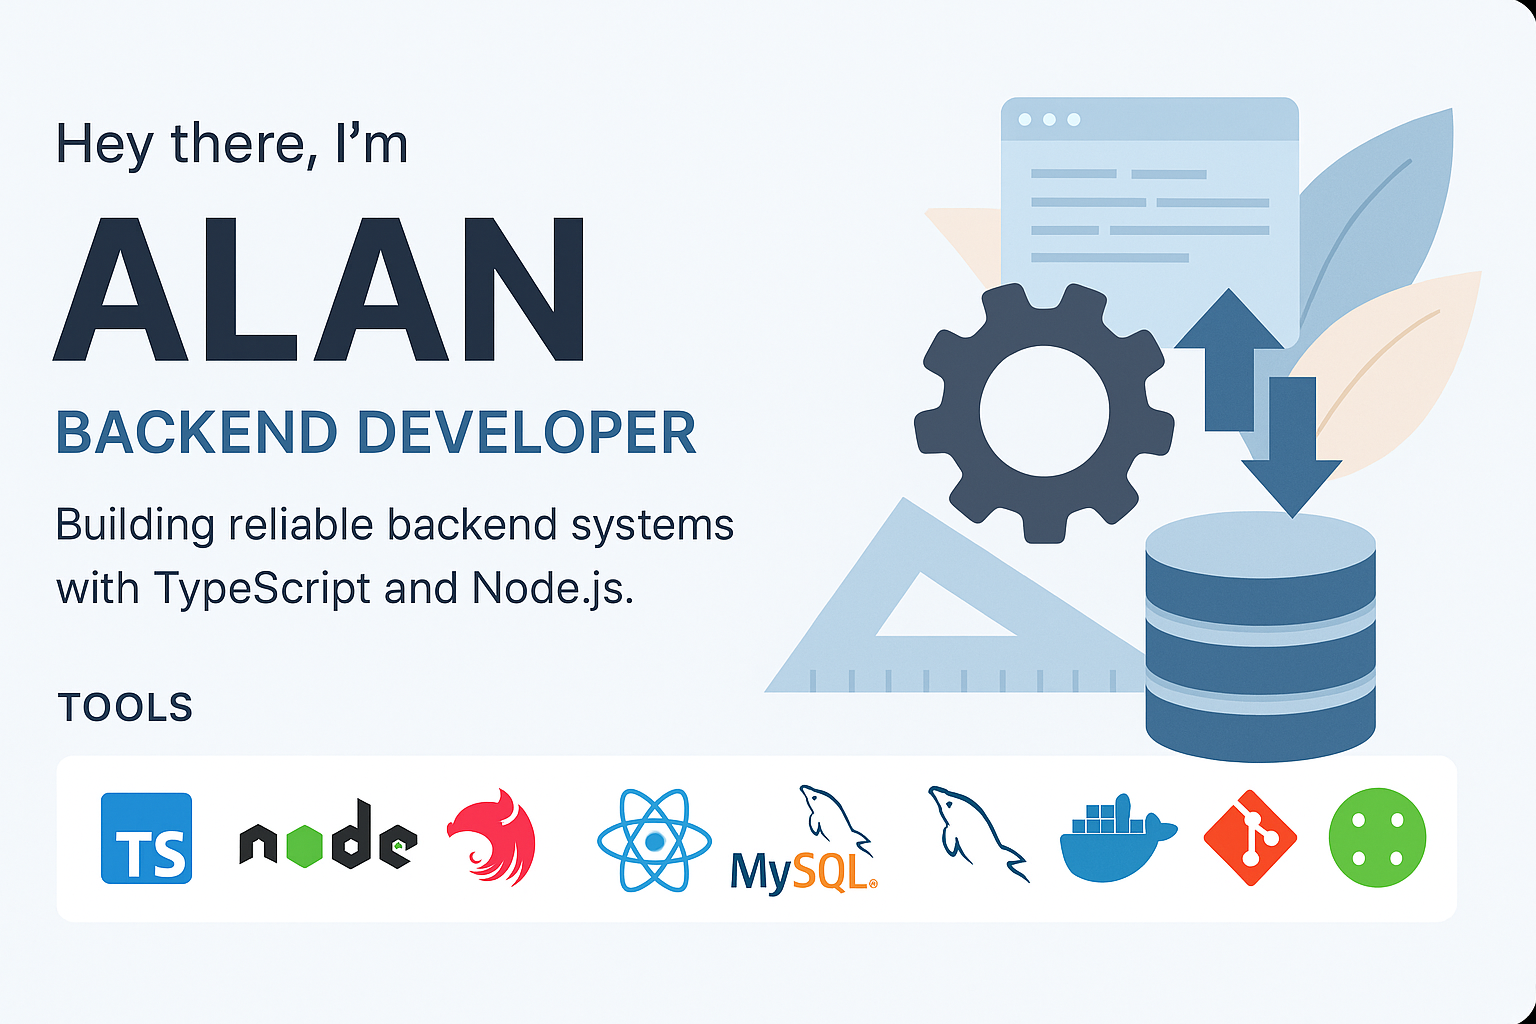 Hey there, I’m
ALAN
BACKEND DEVELOPER
Building reliable backend systems
with TypeScript and Node.js.
TOOLS
TS
node
MySQL®